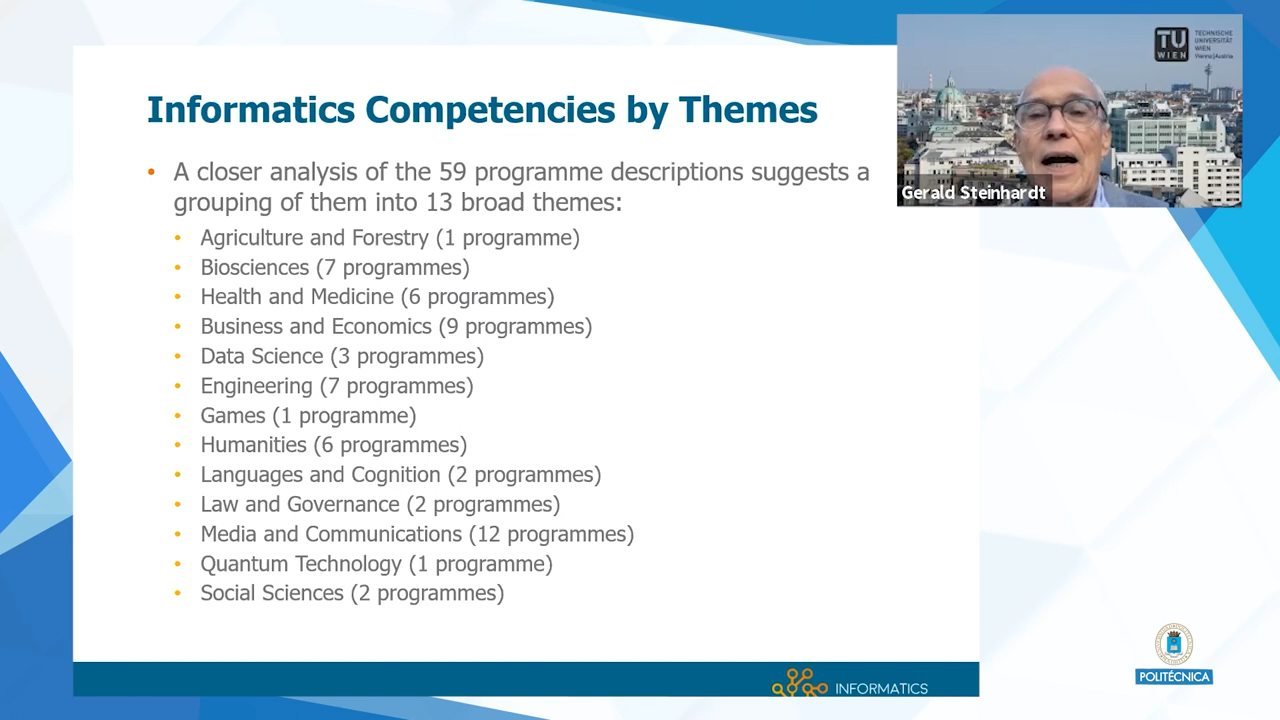 Informatics Competencies by Themes
• A closer analysis of the 59 programme descriptions suggests a
grouping of them into 13 broad themes:
• Agriculture and Forestry (1 programme)
• Biosciences (7 programmes)
• Health and Medicine (6 programmes)
• Business and Economics (9 programmes)
• Data Science (3 programmes)
• Engineering (7 programmes)
• Games (1 programme)
• Humanities (6 programmes)
• Languages and Cognition (2 programmes)
• Law and Governance (2 programmes)
• Media and Communications (12 programmes)
• Quantum Technology (1 programme)
• Social Sciences (2 programmes)
INFORMATICS
TU
WIEN
TECHNISCHE
UNIVERSITÄT
WIEN
Vienna | Austria
Gerald Steinhardt
POLITÉCNICA